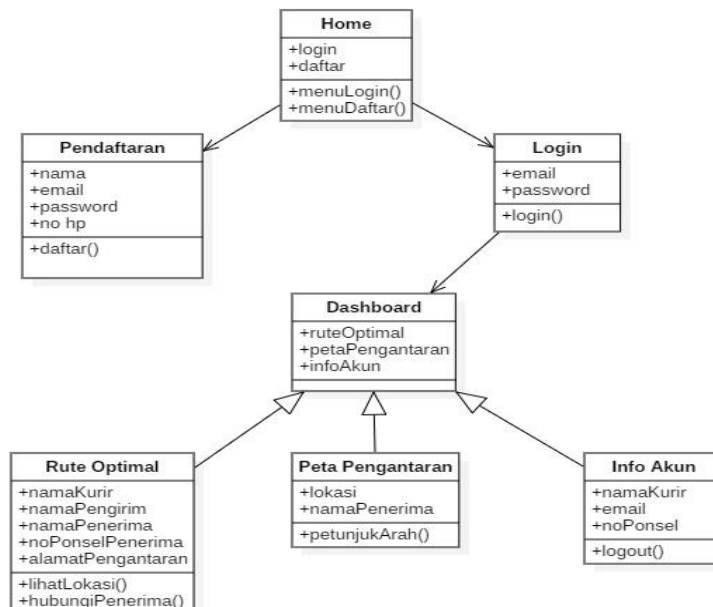 Home
+login
+daftar
+menuLogin()
+menuDaftar()
Pendaftaran
+nama
+email
+password
+no hp
+daftar()
Login
+email
+password
+login()
Dashboard
+ruteOptimal
+petaPengantaran
+infoAkun
Rute Optimal
+namaKurir
+namaPengirim
+namaPenerima
+noPonselPenerima
+alamatPengantaran
+lihatLokasi()
+hubungiPenerima()
Peta Pengantaran
+lokasi
+namaPenerima
+petunjukArah()
Info Akun
+namaKurir
+email
+noPonsel
+logout()